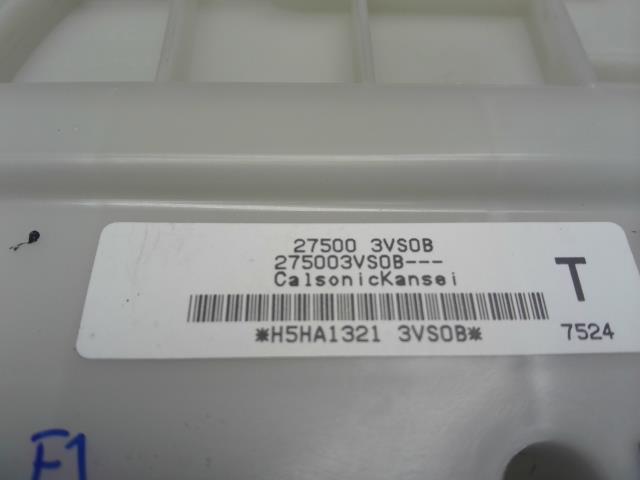 27500 3VS0B
275003VS0B---
CalsonicKansei
T
*H5HA1321 3VS0B*
7524
F1